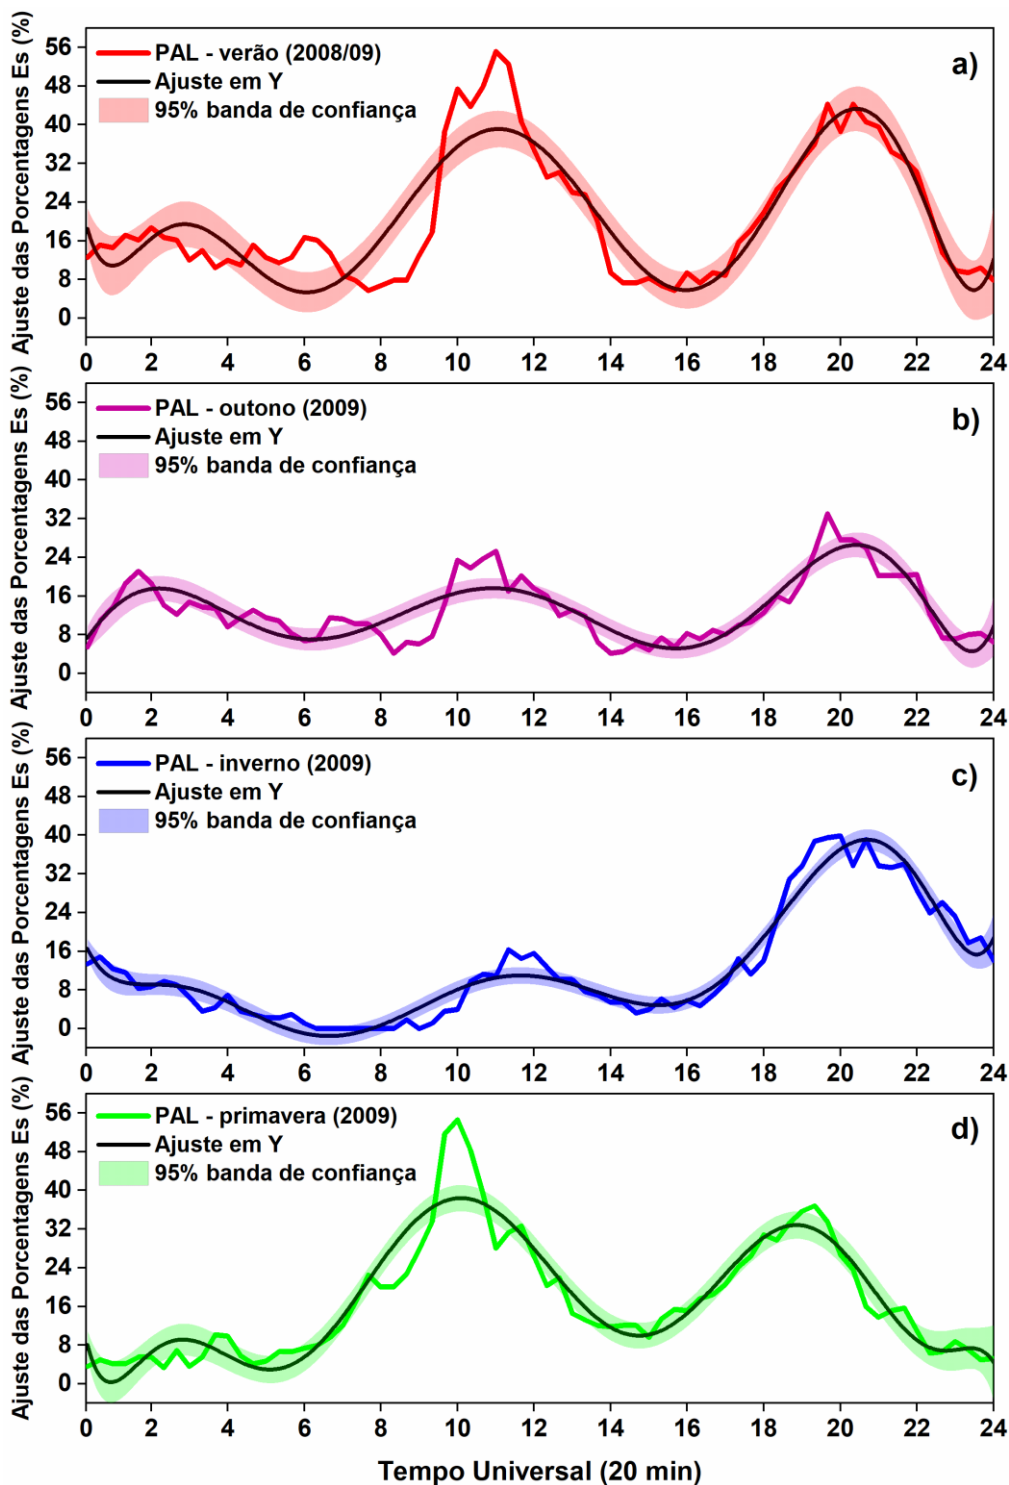 Ajuste das Porcentagens Es (%)
56
48
40
32
24
16
8
0
PAL - verão (2008/09)
Ajuste em Y
95% banda de confiança
a)
0 2 4 6 8 10 12 14 16 18 20 22 24
Ajuste das Porcentagens Es (%)
56
48
40
32
24
16
8
0
PAL - outono (2009)
Ajuste em Y
95% banda de confiança
b)
0 2 4 6 8 10 12 14 16 18 20 22 24
Ajuste das Porcentagens Es (%)
56
48
40
32
24
16
8
0
PAL - inverno (2009)
Ajuste em Y
95% banda de confiança
c)
0 2 4 6 8 10 12 14 16 18 20 22 24
Ajuste das Porcentagens Es (%)
56
48
40
32
24
16
8
0
PAL - primavera (2009)
Ajuste em Y
95% banda de confiança
d)
0 2 4 6 8 10 12 14 16 18 20 22 24
Tempo Universal (20 min)